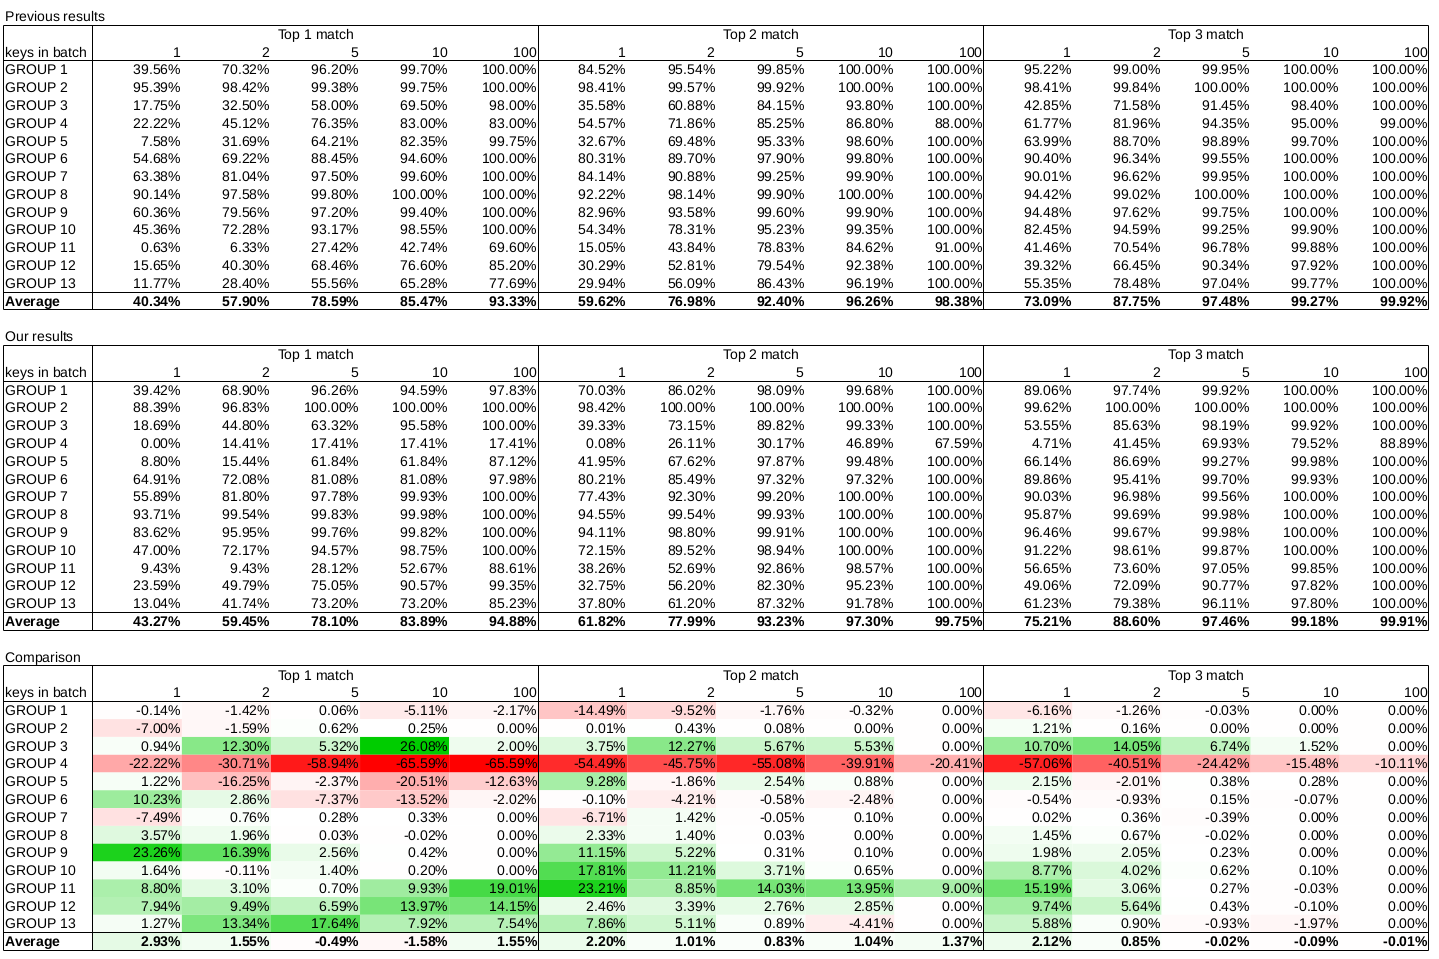 Previous results
Top 1 match Top 2 match Top 3 match
keys in batch 1 2 5 10 100 1 2 5 10 100 1 2 5 10 100
GROUP 1 39.56% 70.32% 96.20% 99.70% 100.00% 84.52% 95.54% 99.85% 100.00% 100.00% 95.22% 99.00% 99.95% 100.00% 100.00%
GROUP 2 95.39% 98.42% 99.38% 99.75% 100.00% 98.41% 99.57% 99.92% 100.00% 100.00% 98.41% 99.84% 100.00% 100.00% 100.00%
GROUP 3 17.75% 32.50% 58.00% 69.50% 98.00% 35.58% 60.88% 84.15% 93.80% 100.00% 42.85% 71.58% 91.45% 98.40% 100.00%
GROUP 4 22.22% 45.12% 76.35% 83.00% 83.00% 54.57% 71.86% 85.25% 86.80% 88.00% 61.77% 81.96% 94.35% 95.00% 99.00%
GROUP 5 7.58% 31.69% 64.21% 82.35% 99.75% 32.67% 69.48% 95.33% 98.60% 100.00% 63.99% 88.70% 98.89% 99.70% 100.00%
GROUP 6 54.68% 69.22% 88.45% 94.60% 100.00% 80.31% 89.70% 97.90% 99.80% 100.00% 90.40% 96.34% 99.55% 100.00% 100.00%
GROUP 7 63.38% 81.04% 97.50% 99.60% 100.00% 84.14% 90.88% 99.25% 99.90% 100.00% 90.01% 96.62% 99.95% 100.00% 100.00%
GROUP 8 90.14% 97.58% 99.80% 100.00% 100.00% 92.22% 98.14% 99.90% 100.00% 100.00% 94.42% 99.02% 100.00% 100.00% 100.00%
GROUP 9 60.36% 79.56% 97.20% 99.40% 100.00% 82.96% 93.58% 99.60% 99.90% 100.00% 94.48% 97.62% 99.75% 100.00% 100.00%
GROUP 10 45.36% 72.28% 93.17% 98.55% 100.00% 54.34% 78.31% 95.23% 99.35% 100.00% 82.45% 94.59% 99.25% 99.90% 100.00%
GROUP 11 0.63% 6.33% 27.42% 42.74% 69.60% 15.05% 43.84% 78.83% 84.62% 91.00% 41.46% 70.54% 96.78% 99.88% 100.00%
GROUP 12 15.65% 40.30% 68.46% 76.60% 85.20% 30.29% 52.81% 79.54% 92.38% 100.00% 39.32% 66.45% 90.34% 97.92% 100.00%
GROUP 13 11.77% 28.40% 55.56% 65.28% 77.69% 29.94% 56.09% 86.43% 96.19% 100.00% 55.35% 78.48% 97.04% 99.77% 100.00%
Average 40.34% 57.90% 78.59% 85.47% 93.33% 59.62% 76.98% 92.40% 96.26% 98.38% 73.09% 87.75% 97.48% 99.27% 99.92%
Our results
Top 1 match Top 2 match Top 3 match
keys in batch 1 2 5 10 100 1 2 5 10 100 1 2 5 10 100
GROUP 1 39.42% 68.90% 96.26% 94.59% 97.83% 70.03% 86.02% 98.09% 99.68% 100.00% 89.06% 97.74% 99.92% 100.00% 100.00%
GROUP 2 88.39% 96.83% 100.00% 100.00% 100.00% 98.42% 100.00% 100.00% 100.00% 100.00% 99.62% 100.00% 100.00% 100.00% 100.00%
GROUP 3 18.69% 44.80% 63.32% 95.58% 100.00% 39.33% 73.15% 89.82% 99.33% 100.00% 53.55% 85.63% 98.19% 99.92% 100.00%
GROUP 4 0.00% 14.41% 17.41% 17.41% 17.41% 0.08% 26.11% 30.17% 46.89% 67.59% 4.71% 41.45% 69.93% 79.52% 88.89%
GROUP 5 8.80% 15.44% 61.84% 61.84% 87.12% 41.95% 67.62% 97.87% 99.48% 100.00% 66.14% 86.69% 99.27% 99.98% 100.00%
GROUP 6 64.91% 72.08% 81.08% 81.08% 97.98% 80.21% 85.49% 97.32% 97.32% 100.00% 89.86% 95.41% 99.70% 99.93% 100.00%
GROUP 7 55.89% 81.80% 97.78% 99.93% 100.00% 77.43% 92.30% 99.20% 100.00% 100.00% 90.03% 96.98% 99.56% 100.00% 100.00%
GROUP 8 93.71% 99.54% 99.83% 99.98% 100.00% 94.55% 99.54% 99.93% 100.00% 100.00% 95.87% 99.69% 99.98% 100.00% 100.00%
GROUP 9 83.62% 95.95% 99.76% 99.82% 100.00% 94.11% 98.80% 99.91% 100.00% 100.00% 96.46% 99.67% 99.98% 100.00% 100.00%
GROUP 10 47.00% 72.17% 94.57% 98.75% 100.00% 72.15% 89.52% 98.94% 100.00% 100.00% 91.22% 98.61% 99.87% 100.00% 100.00%
GROUP 11 9.43% 9.43% 28.12% 52.67% 88.61% 38.26% 52.69% 92.86% 98.57% 100.00% 56.65% 73.60% 97.05% 99.85% 100.00%
GROUP 12 23.59% 49.79% 75.05% 90.57% 99.35% 32.75% 56.20% 82.30% 95.23% 100.00% 49.06% 72.09% 90.77% 97.82% 100.00%
GROUP 13 13.04% 41.74% 73.20% 73.20% 85.23% 37.80% 61.20% 87.32% 91.78% 100.00% 61.23% 79.38% 96.11% 97.80% 100.00%
Average 43.27% 59.45% 78.10% 83.89% 94.88% 61.82% 77.99% 93.23% 97.30% 99.75% 75.21% 88.60% 97.46% 99.18% 99.91%
Comparison
Top 1 match Top 2 match Top 3 match
keys in batch 1 2 5 10 100 1 2 5 10 100 1 2 5 10 100
GROUP 1 -0.14% -1.42% 0.06% -5.11% -2.17% -14.49% -9.52% -1.76% -0.32% 0.00% -6.16% -1.26% -0.03% 0.00% 0.00%
GROUP 2 -7.00% -1.59% 0.62% 0.25% 0.00% 0.01% 0.43% 0.08% 0.00% 0.00% 1.21% 0.16% 0.00% 0.00% 0.00%
GROUP 3 0.94% 12.30% 5.32% 26.08% 2.00% 3.75% 12.27% 5.67% 5.53% 0.00% 10.70% 14.05% 6.74% 1.52% 0.00%
GROUP 4 -22.22% -30.71% -58.94% -65.59% -65.59% -54.49% -45.75% -55.08% -39.91% -20.41% -57.06% -40.51% -24.42% -15.48% -10.11%
GROUP 5 1.22% -16.25% -2.37% -20.51% -12.63% 9.28% -1.86% 2.54% 0.88% 0.00% 2.15% -2.01% 0.38% 0.28% 0.00%
GROUP 6 10.23% 2.86% -7.37% -13.52% -2.02% -0.10% -4.21% -0.58% -2.48% 0.00% -0.54% -0.93% 0.15% -0.07% 0.00%
GROUP 7 -7.49% 0.76% 0.28% 0.33% 0.00% -6.71% 1.42% -0.05% 0.10% 0.00% 0.02% 0.36% -0.39% 0.00% 0.00%
GROUP 8 3.57% 1.96% 0.03% -0.02% 0.00% 2.33% 1.40% 0.03% 0.00% 0.00% 1.45% 0.67% -0.02% 0.00% 0.00%
GROUP 9 23.26% 16.39% 2.56% 0.42% 0.00% 11.15% 5.22% 0.31% 0.10% 0.00% 1.98% 2.05% 0.23% 0.00% 0.00%
GROUP 10 1.64% -0.11% 1.40% 0.20% 0.00% 17.81% 11.21% 3.71% 0.65% 0.00% 8.77% 4.02% 0.62% 0.10% 0.00%
GROUP 11 8.80% 3.10% 0.70% 9.93% 19.01% 23.21% 8.85% 14.03% 13.95% 9.00% 15.19% 3.06% 0.27% -0.03% 0.00%
GROUP 12 7.94% 9.49% 6.59% 13.97% 14.15% 2.46% 3.39% 2.76% 2.85% 0.00% 9.74% 5.64% 0.43% -0.10% 0.00%
GROUP 13 1.27% 13.34% 17.64% 7.92% 7.54% 7.86% 5.11% 0.89% -4.41% 0.00% 5.88% 0.90% -0.93% -1.97% 0.00%
Average 2.93% 1.55% -0.49% -1.58% 1.55% 2.20% 1.01% 0.83% 1.04% 1.37% 2.12% 0.85% -0.02% -0.09% -0.01%